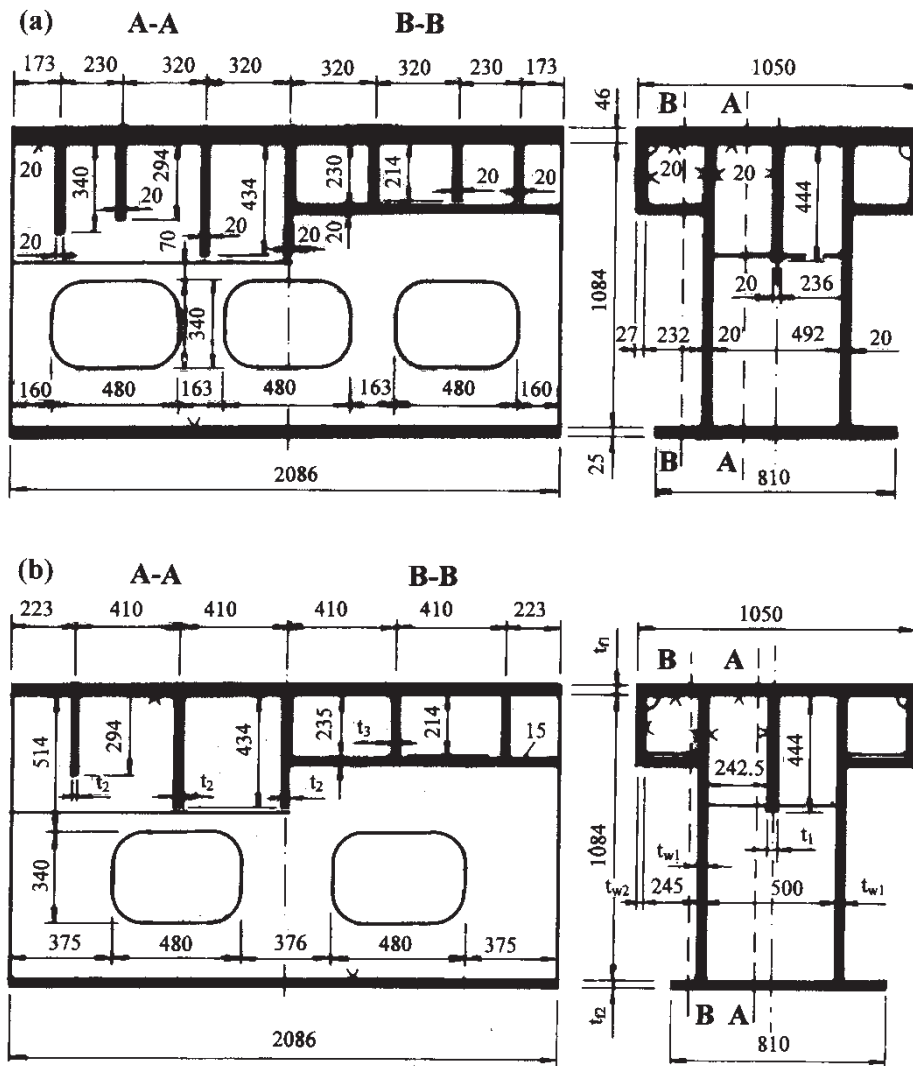 (a)
A-A B-B
173 230 320 320 320 320 230 173
1050
46
B A
20 340 294 434 230 214 20 20
20 20 20 20 20
20 20 444
70
1084
340
20 236
27 232 20 492 20
160 480 163 480 163 480 160
2086
25
B A
810
(b)
A-A B-B
223 410 410 410 410 223
1050
tf1
B A
514 294 434 235 t3 214 15
t2 t2 t2
242.5 444
1084
340
tw1 t1
tw2 245 500 tw1
375 480 376 480 375
2086
tf2
B A
810